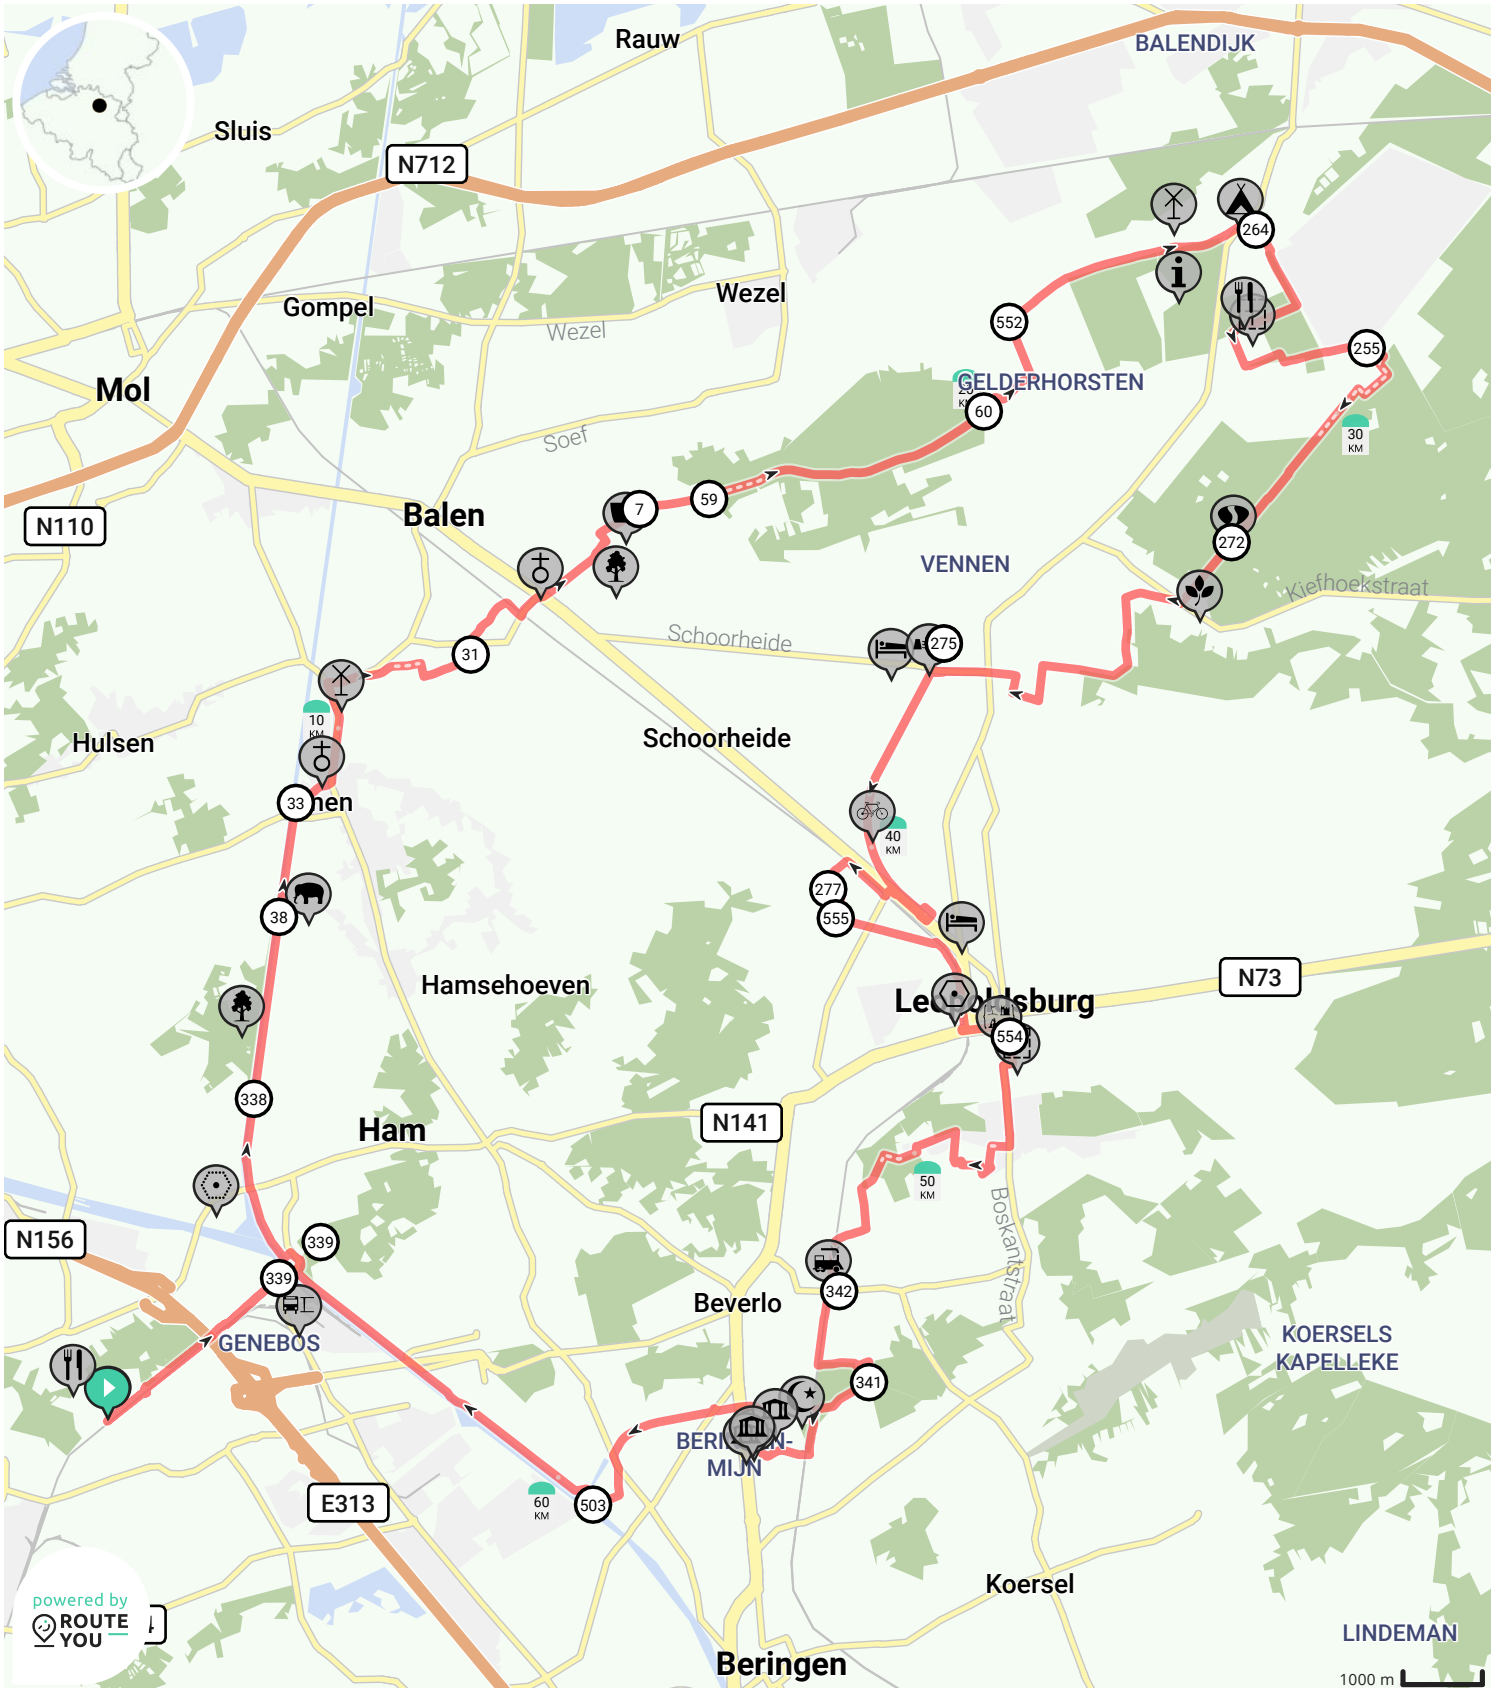 Rauw
BALENDIJK
Sluis
N712
264
Wezel
Gompel
Wezel
552
255
Mol
GELDERHORSTEN
60
30
KM
Soef
N110
Balen
7
59
272
VENNEN
Kiefhoekstraat
Schoorheide
275
31
10
KM
Hulsen
Schoorheide
33
40
KM
277
38
555
N73
Hamsehoeven
554
338
Ham
N141
50
KM
Boskantstraat
N156
339
339
342
Beverlo
GENEBOS
KOERSELS
KAPELLEKE
341
MIJN
E313
60
KM
503
Koersel
powered by
ROUTE
YOU
LINDEMAN
Beringen
1000 m